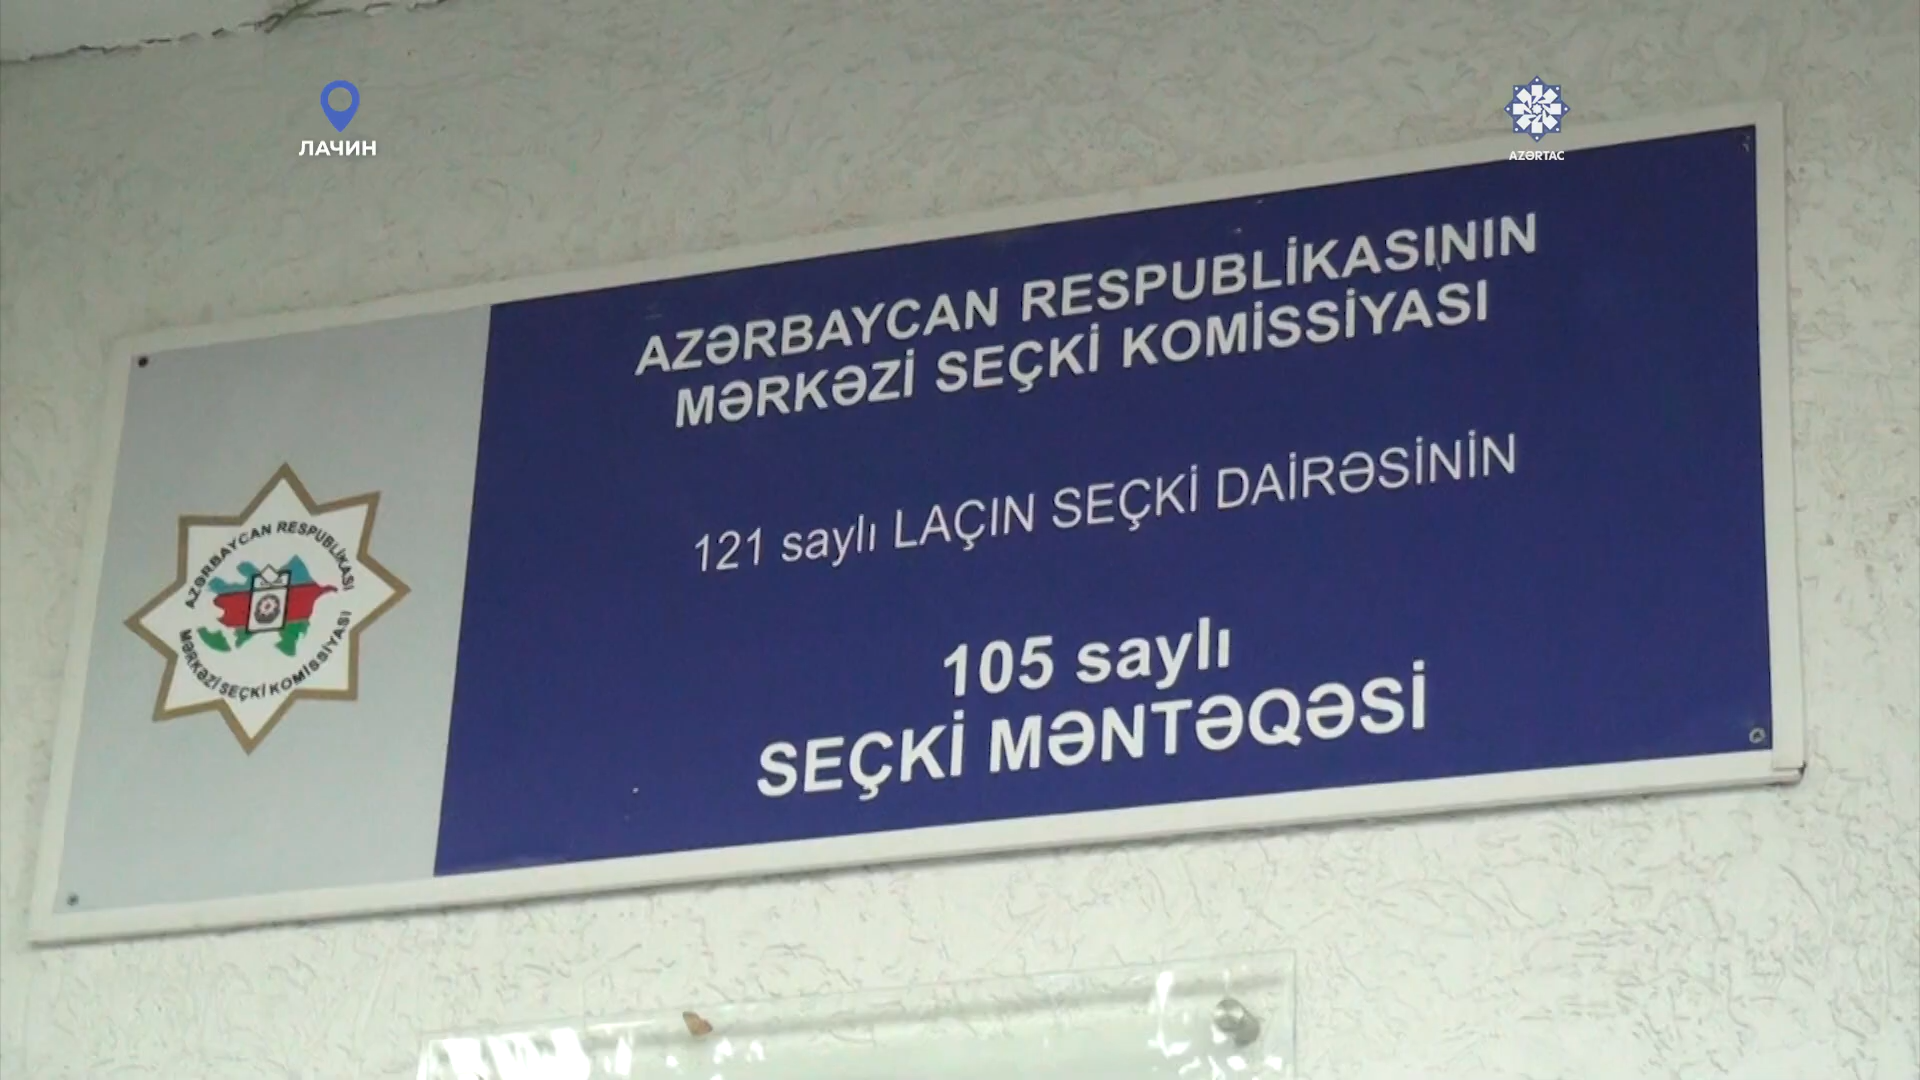 ЛАЧИН
AZƏRTAC
AZƏRBAYCAN RESPUBLİKASININ
MƏRKƏZİ SEÇKİ KOMİSSİYASI
121 saylı LAÇIN SEÇKİ DAİRƏSİNİN
105 saylı
SEÇKİ MƏNTƏQƏSİ
AZƏRBAYCAN RESPUBLİKASI
MƏRKƏZİ SEÇKİ KOMİSSİYASI